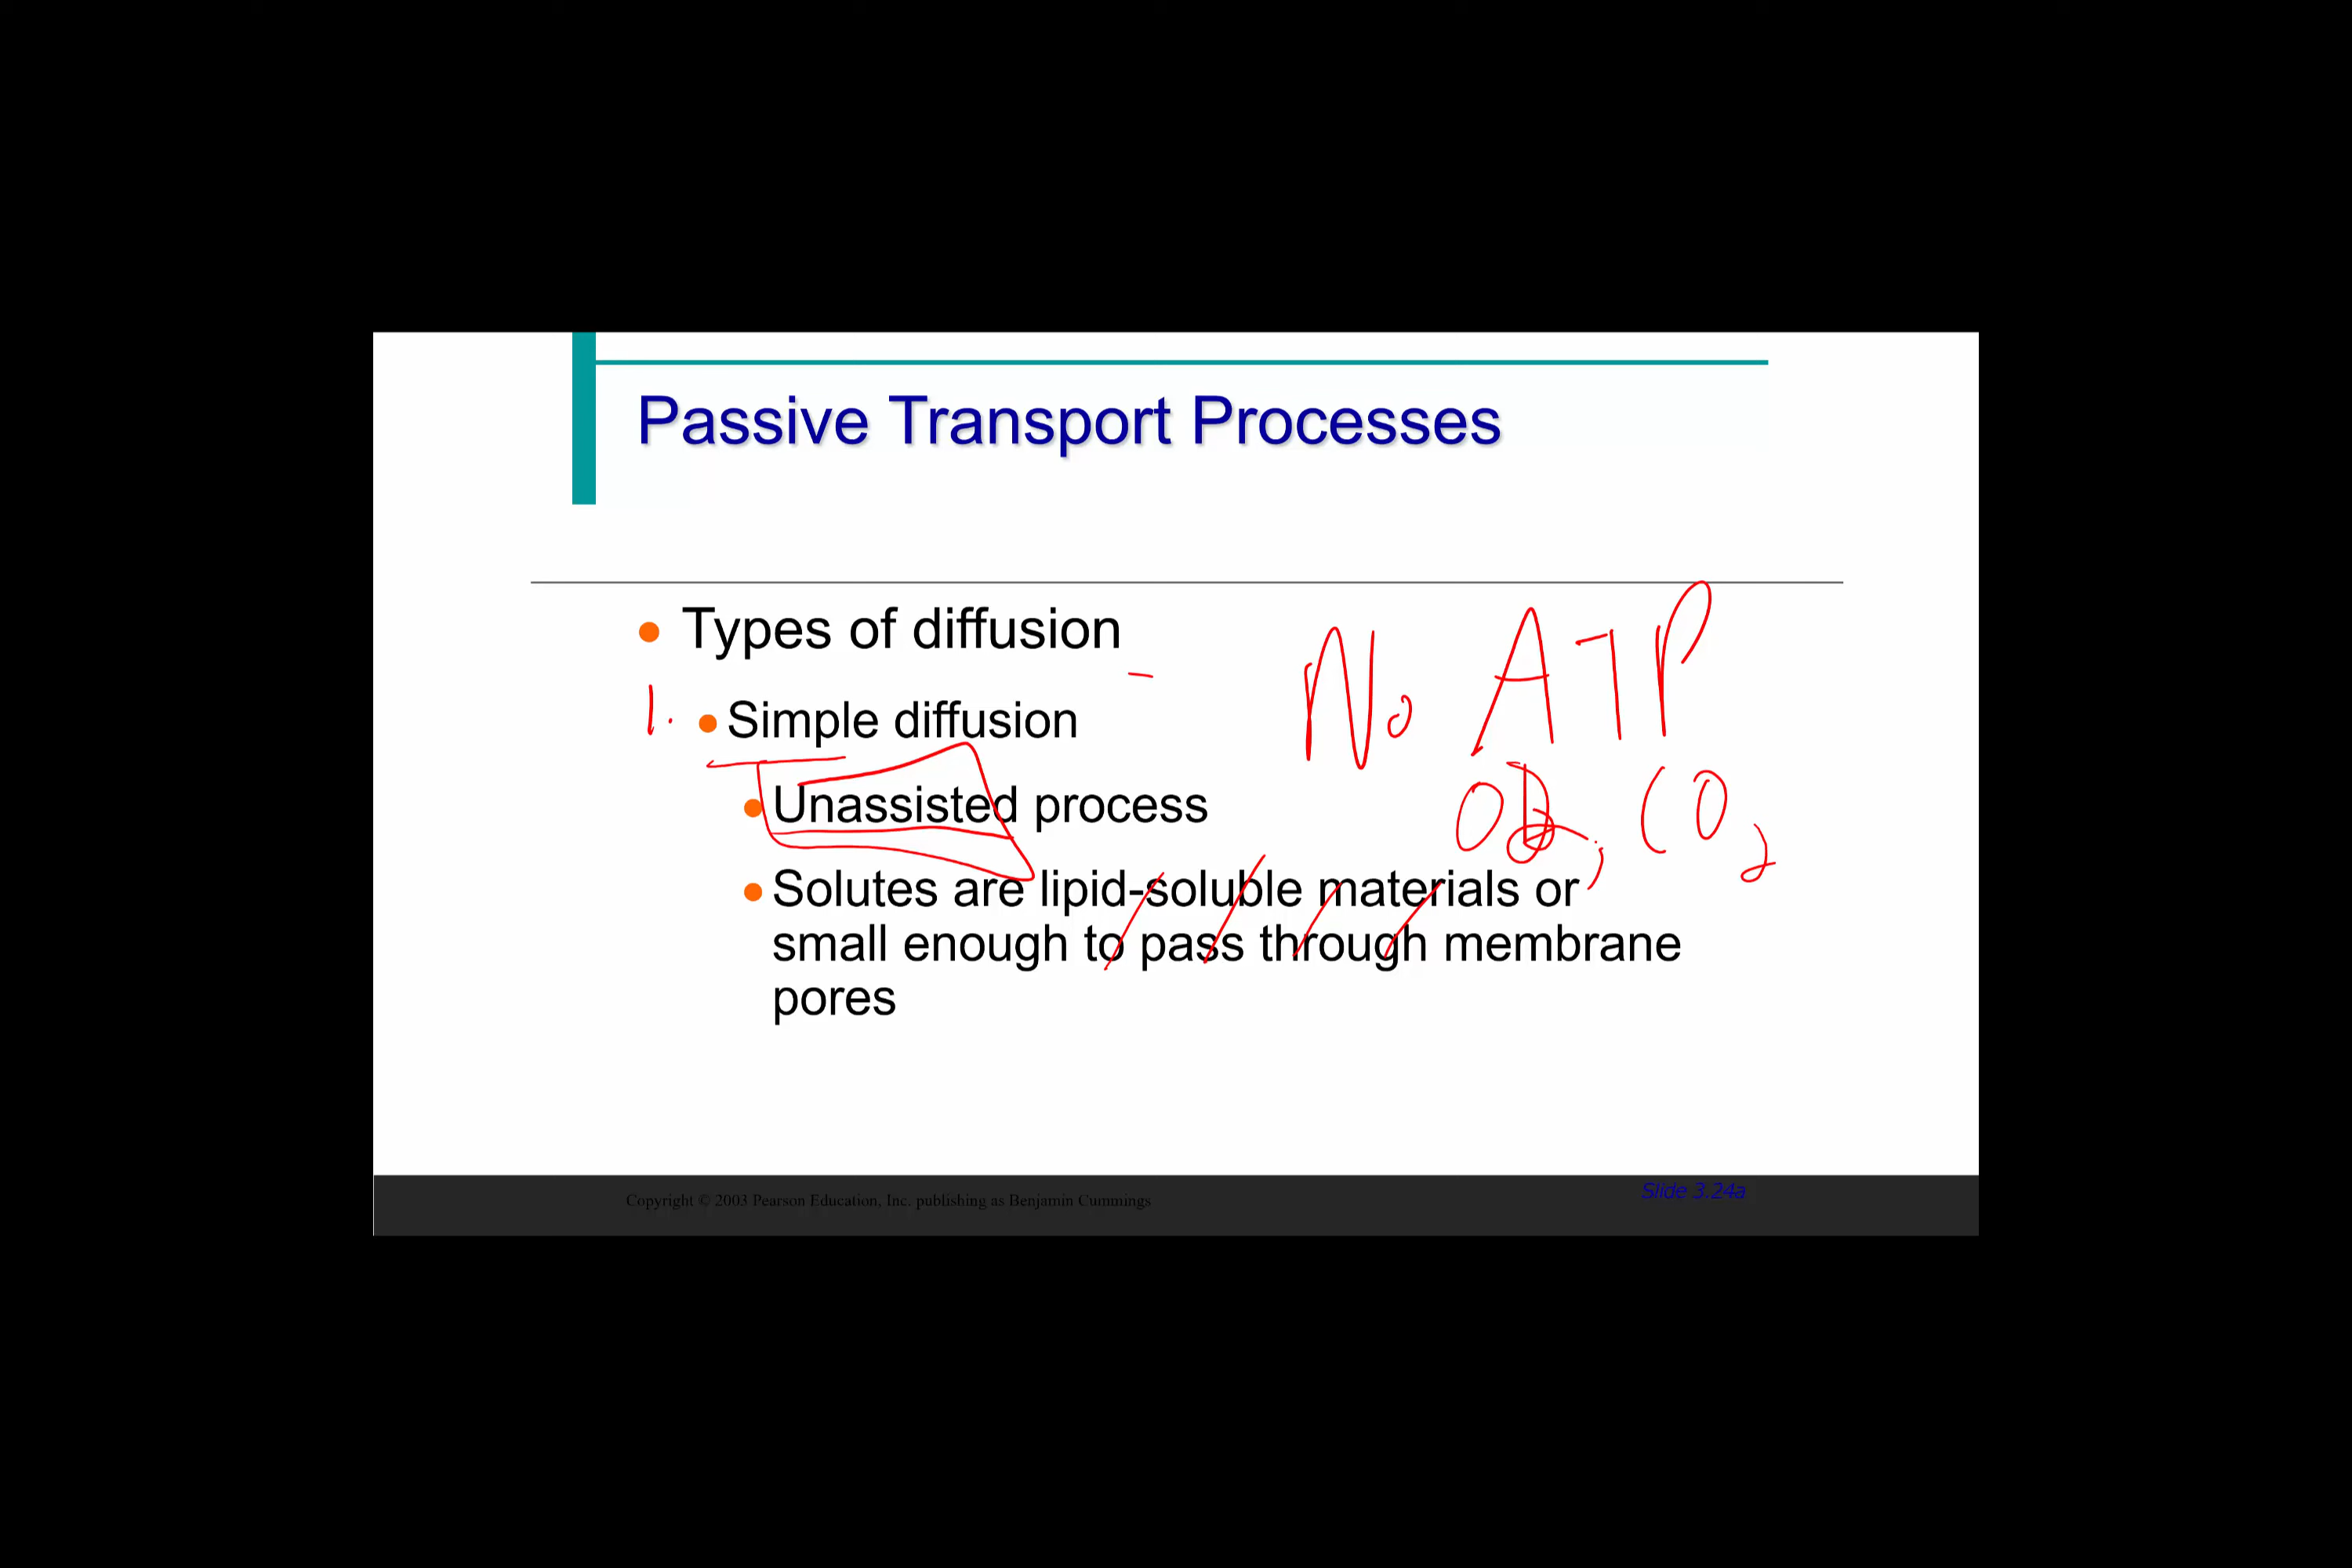 Passive Transport Processes
Types of diffusion
No ATP
1. Simple diffusion
Unassisted process
O2, CO2
Solutes are lipid-soluble materials or
small enough to pass through membrane
pores
Copyright © 2003 Pearson Education, Inc. publishing as Benjamin Cummings
Slide 3.24a